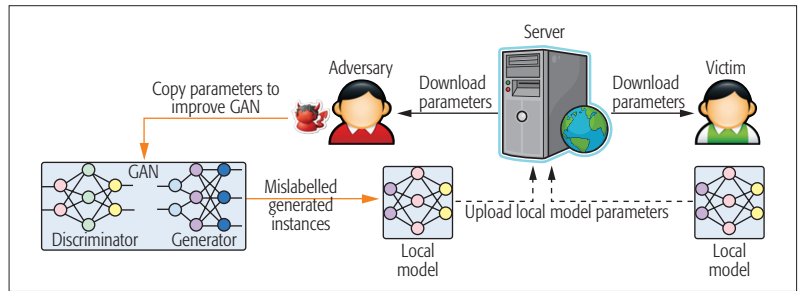 Server
Adversary
Victim
Copy parameters to
improve GAN
Download
parameters
Download
parameters
GAN
Mislabelled
generated
instances
Upload local model parameters
Discriminator
Generator
Local
model
Local
model